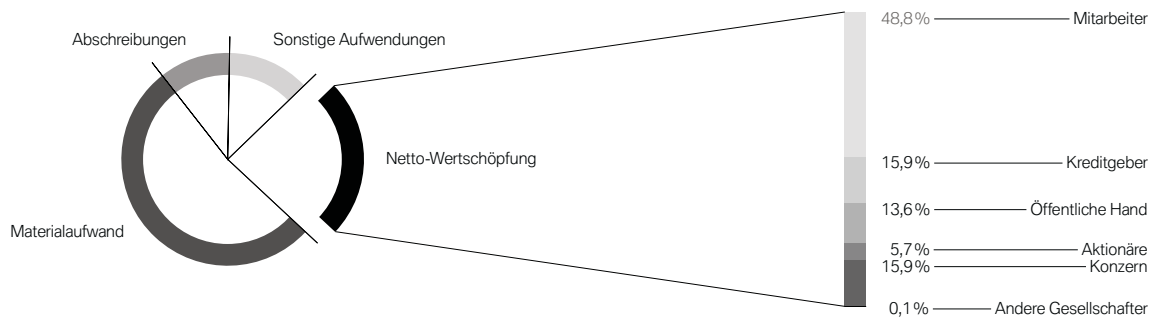 Abschreibungen
Sonstige Aufwendungen
Netto-Wertschöpfung
Materialaufwand
48,8 % Mitarbeiter
15,9 % Kreditgeber
13,6 % Öffentliche Hand
5,7 % Aktionäre
15,9 % Konzern
0,1 % Andere Gesellschafter